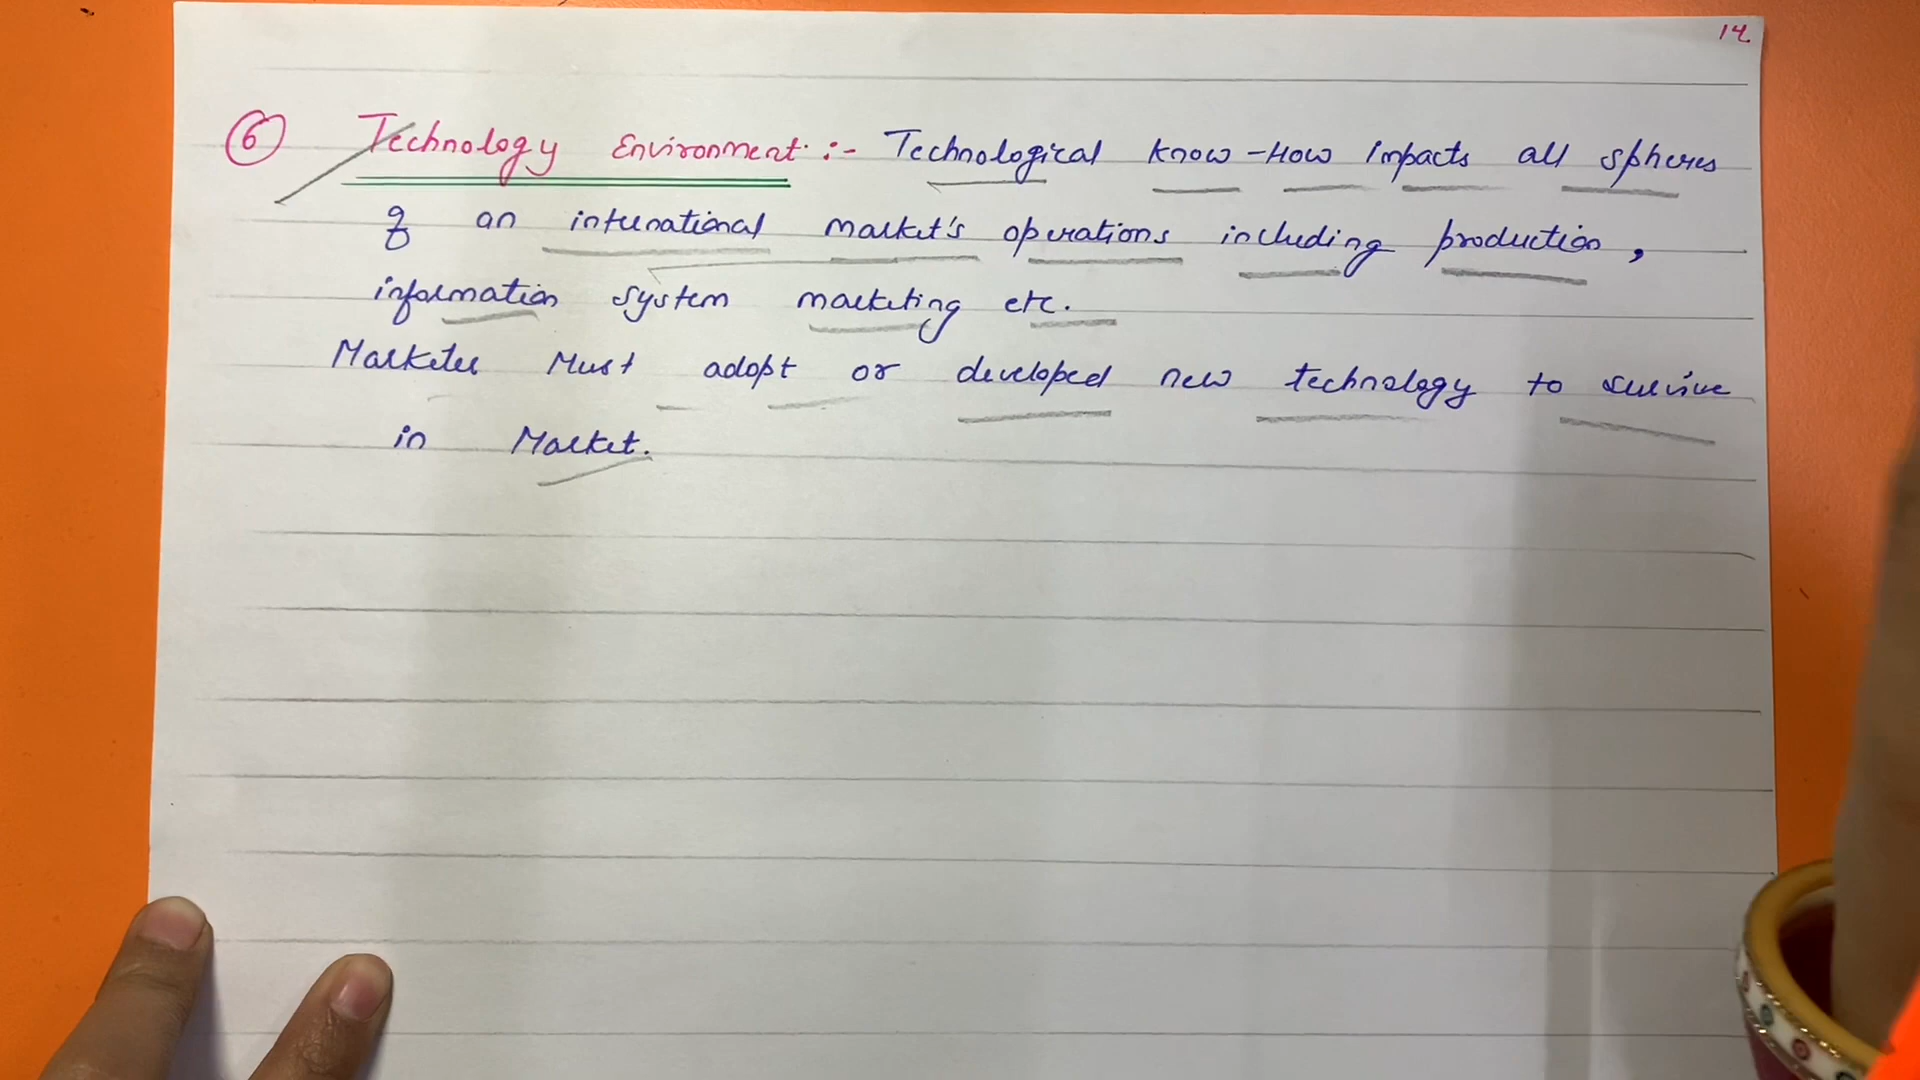 14
6 Technology Environment :- Technological Know-How Impacts all spheres
of an international market's operations including production,
information system marketing etc.
Marketer Must adopt or developed new technology to survive
in Market.